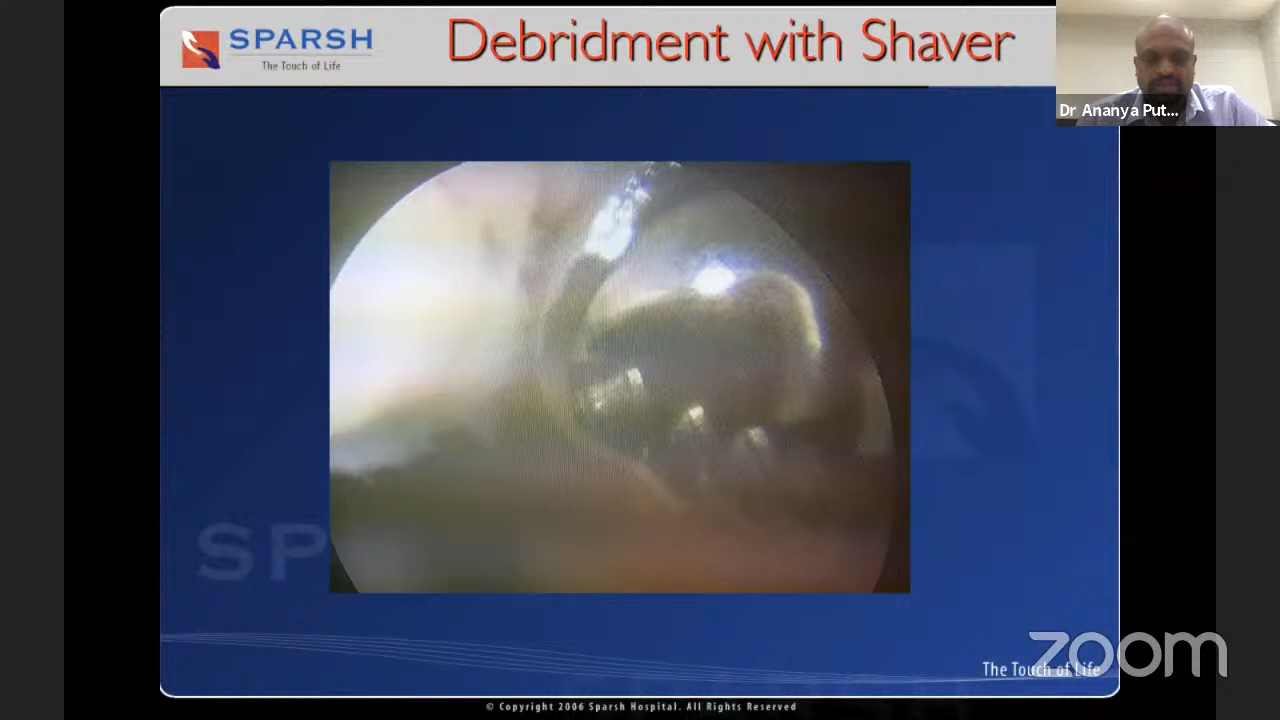 SPARSH
The Touch of Life
Debridment with Shaver
Dr Ananya Put...
SP
zoom
The Touch of Life
© Copyright 2006 Sparsh Hospital. All Rights Reserved